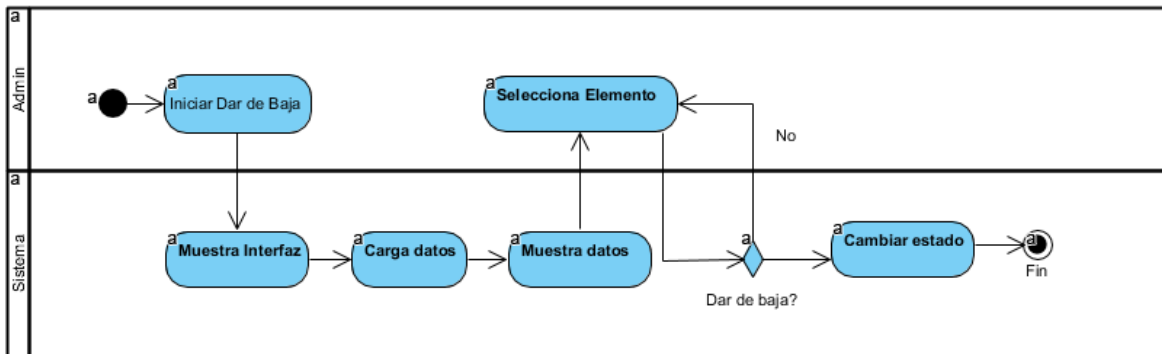 a
Admin
a
a
Iniciar Dar de Baja
a
Selecciona Elemento
No
a
Sistema
a
Muestra Interfaz
a
Carga datos
a
Muestra datos
a
Dar de baja?
a
Cambiar estado
a
Fin